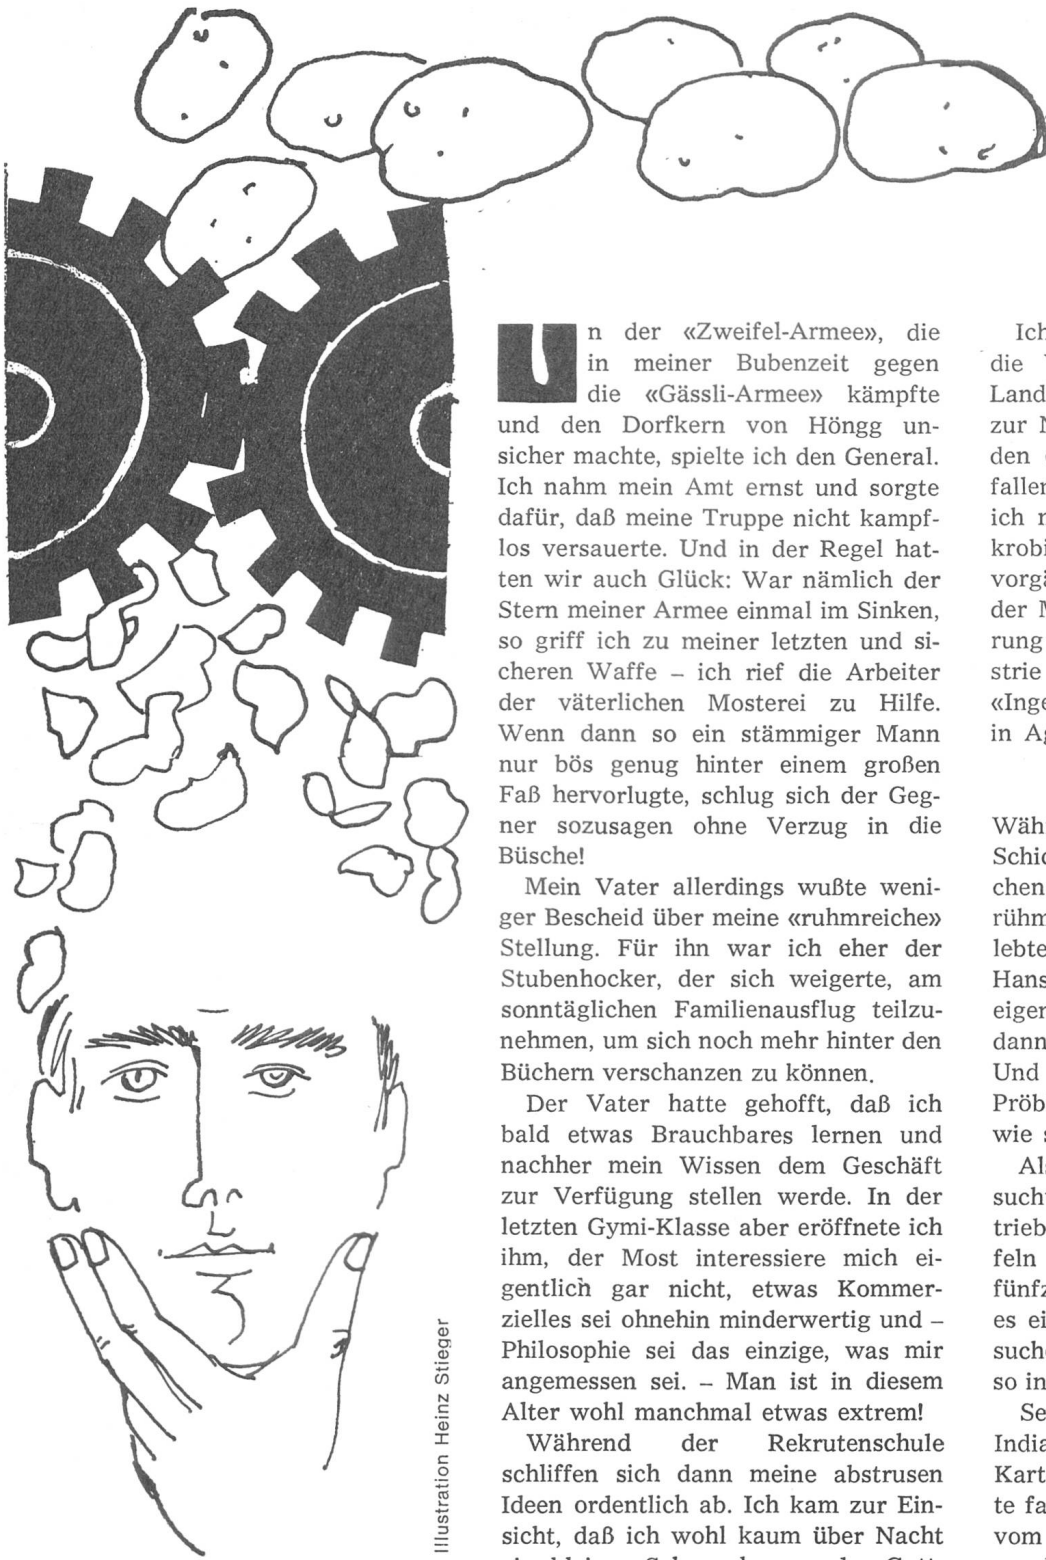 In der «Zweifel-Armee», die
in meiner Bubenzeit gegen
die «Gässli-Armee» kämpfte
und den Dorfkern von Höngg un-
sicher machte, spielte ich den General.
Ich nahm mein Amt ernst und sorgte
dafür, daß meine Truppe nicht kampf-
los versauerte. Und in der Regel hat-
ten wir auch Glück: War nämlich der
Stern meiner Armee einmal im Sinken,
so griff ich zu meiner letzten und si-
cheren Waffe – ich rief die Arbeiter
der väterlichen Mosterei zu Hilfe.
Wenn dann so ein stämmiger Mann
nur bös genug hinter einem großen
Faß hervorlugte, schlug sich der Geg-
ner sozusagen ohne Verzug in die
Büsche!
Mein Vater allerdings wußte weni-
ger Bescheid über meine «ruhmreiche»
Stellung. Für ihn war ich eher der
Stubenhocker, der sich weigerte, am
sonntäglichen Familienausflug teilzu-
nehmen, um sich noch mehr hinter den
Büchern verschanzen zu können.
Der Vater hatte gehofft, daß ich
bald etwas Brauchbares lernen und
nachher mein Wissen dem Geschäft
zur Verfügung stellen werde. In der
letzten Gymi-Klasse aber eröffnete ich
ihm, der Most interessiere mich ei-
gentlich gar nicht, etwas Kommer-
zielles sei ohnehin minderwertig und –
Philosophie sei das einzige, was mir
angemessen sei. – Man ist in diesem
Alter wohl manchmal etwas extrem!
Während der Rekrutenschule
schliffen sich dann meine abstrusen
Ideen ordentlich ab. Ich kam zur Ein-
sicht, daß ich wohl kaum über Nacht
Ich
die
Land
zur
den
fallen
ich
krobi
vorgä
der
rung
strie
«Inge
in Ag
Währ
Schic
chen
rühm
lebte
Hans
eigen
dann
Und
Pröb
wie s
Als
such
trieb
feln
fünfz
es ei
such
so in
Se
India
Kart
te fa
vom
Illustration Heinz Stieger